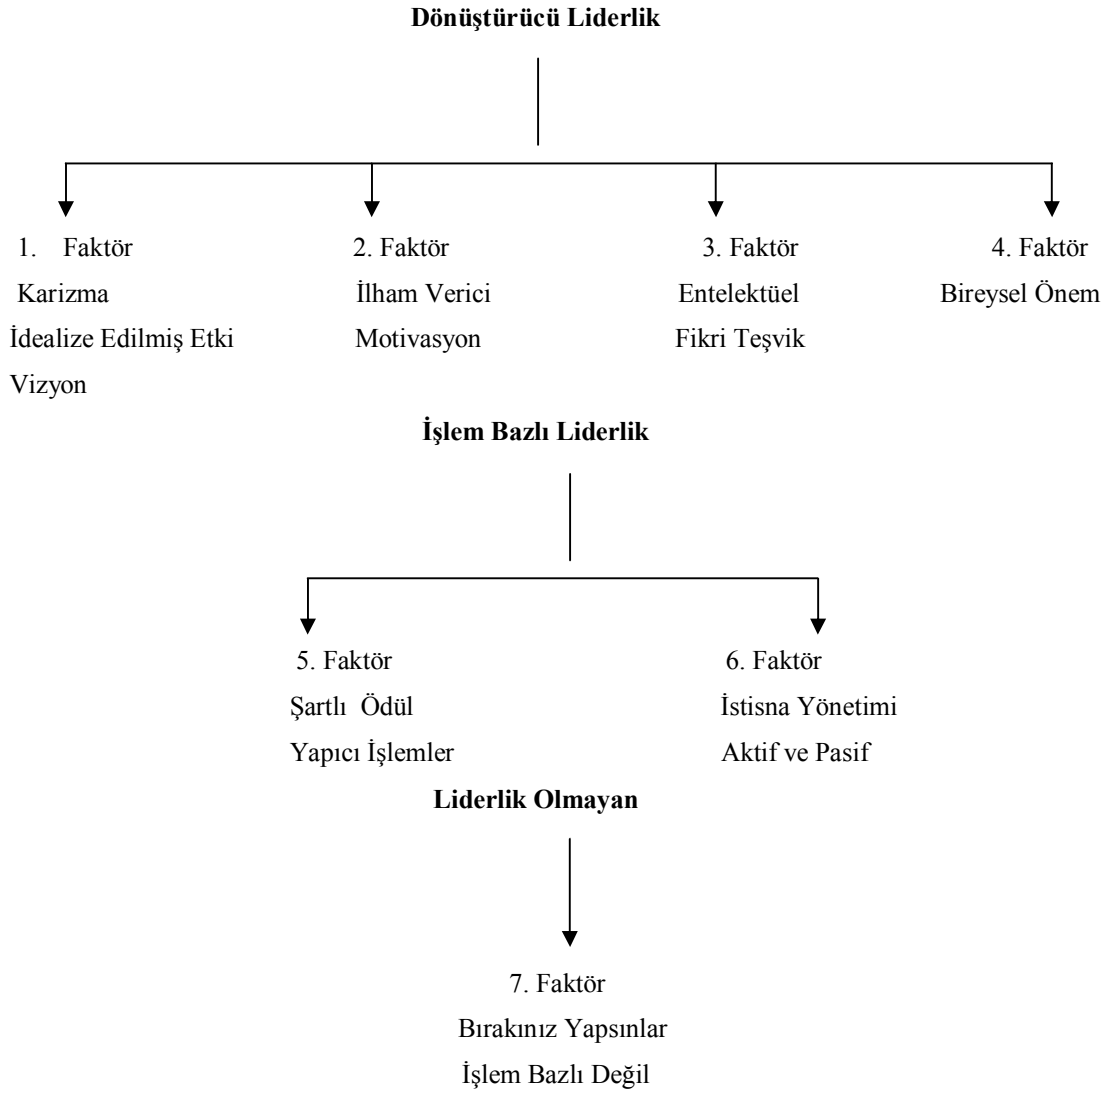 Dönüştürücü Liderlik
1. Faktör
Karizma
İdealize Edilmiş Etki
Vizyon
2. Faktör
İlham Verici
Motivasyon
3. Faktör
Entelektüel
Fikri Teşvik
4. Faktör
Bireysel Önem
İşlem Bazlı Liderlik
5. Faktör
Şartlı Ödül
Yapıcı İşlemler
6. Faktör
İstisna Yönetimi
Aktif ve Pasif
Liderlik Olmayan
7. Faktör
Bırakınız Yapsınlar
İşlem Bazlı Değil